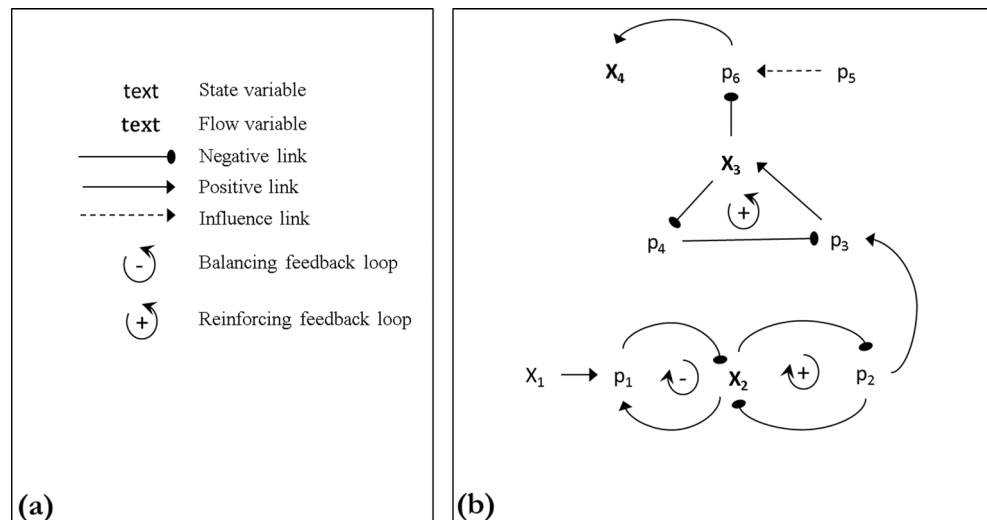 text State variable
text Flow variable
Negative link
Positive link
Influence link
- Balancing feedback loop
+ Reinforcing feedback loop
(a)
X₄ p₆ p₅
X₃
+
p₄ p₃
X₁ p₁ - X₂ + p₂
(b)